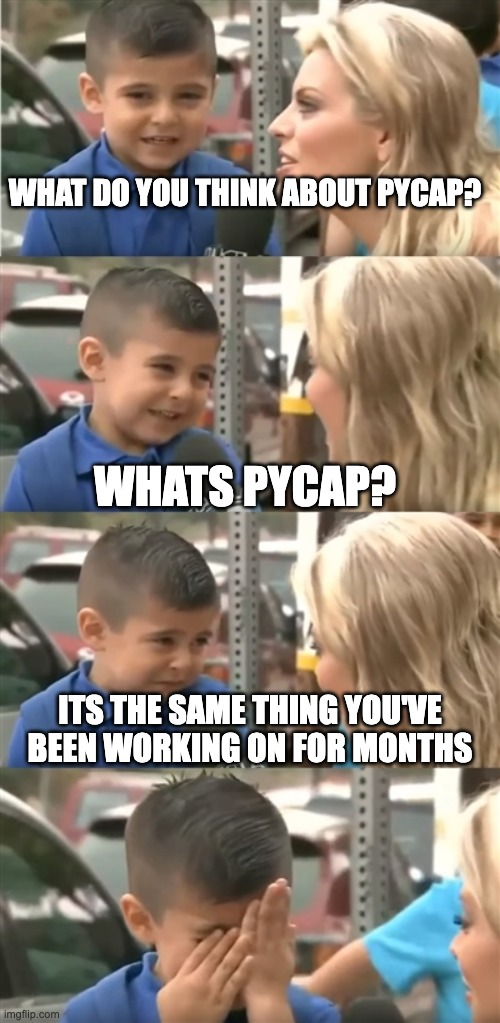 WHAT DO YOU THINK ABOUT PYCAP?
WHATS PYCAP?
ITS THE SAME THING YOU'VE
BEEN WORKING ON FOR MONTHS
imgflip.com